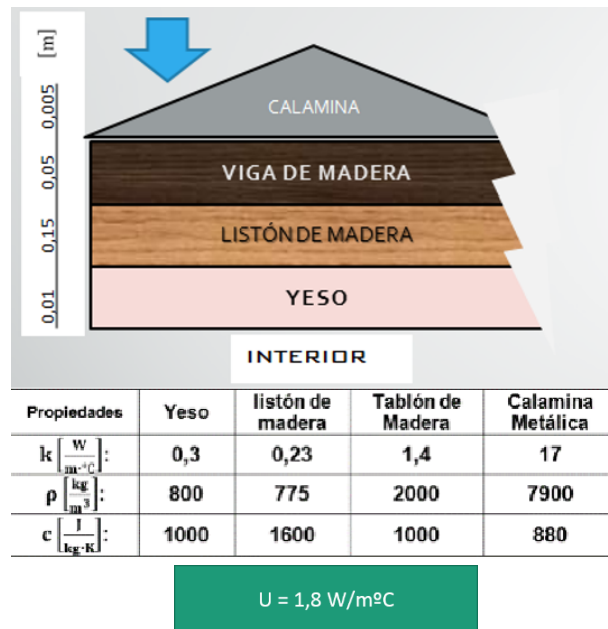 [m]
0,005
0,05
0,15
0,01
CALAMINA
VIGA DE MADERA
LISTÓN DE MADERA
YESO
INTERIOR
Propiedades Yeso listón de madera Tablón de Madera Calamina Metálica
k [W/m·°C]: 0,3 0,23 1,4 17
ρ [kg/m³]: 800 775 2000 7900
c [J/kg·K]: 1000 1600 1000 880
U = 1,8 W/mºC